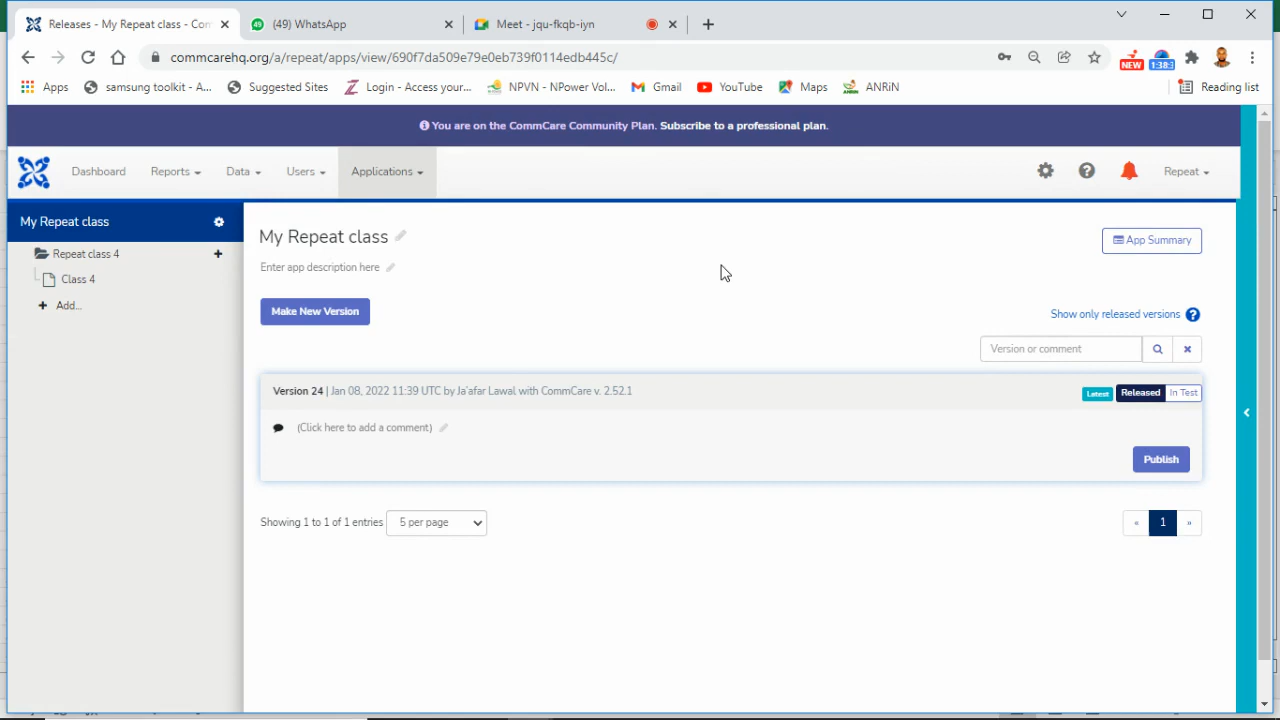 Releases - My Repeat class - Con
49
(49) WhatsApp
Meet - jqu-fkqb-iyn
commcarehq.org/a/repeat/apps/view/690f7da509e79e0eb739f0114edb445c/
NEW
1:38:3
Apps
samsung toolkit - A...
Suggested Sites
Login - Access your...
NPVN - NPower Vol...
Gmail
YouTube
Maps
ANRiN
Reading list
You are on the CommCare Community Plan. Subscribe to a professional plan.
Dashboard
Reports
Data
Users
Applications
Repeat
My Repeat class
Repeat class 4
Class 4
Add...
My Repeat class
App Summary
Enter app description here
Make New Version
Show only released versions
Version or comment
Version 24 | Jan 08, 2022 11:39 UTC by Ja'afar Lawal with CommCare v. 2.52.1
Latest
Released
In Test
(Click here to add a comment)
Publish
Showing 1 to 1 of 1 entries
5 per page
«
1
»